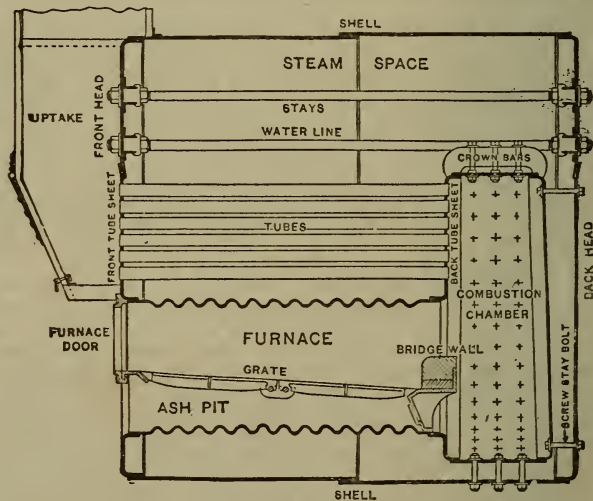 SHELL
STEAM SPACE
UPTAKE
FRONT HEAD
STAYS
WATER LINE
CROWN BARS
FRONT TUBE SHEET
TUBES
BACK TUBE SHEET
BACK HEAD
COMBUSTION
CHAMBER
FURNACE
DOOR
FURNACE
BRIDGE WALL
GRATE
ASH PIT
SCREW STAY BOLT
SHELL